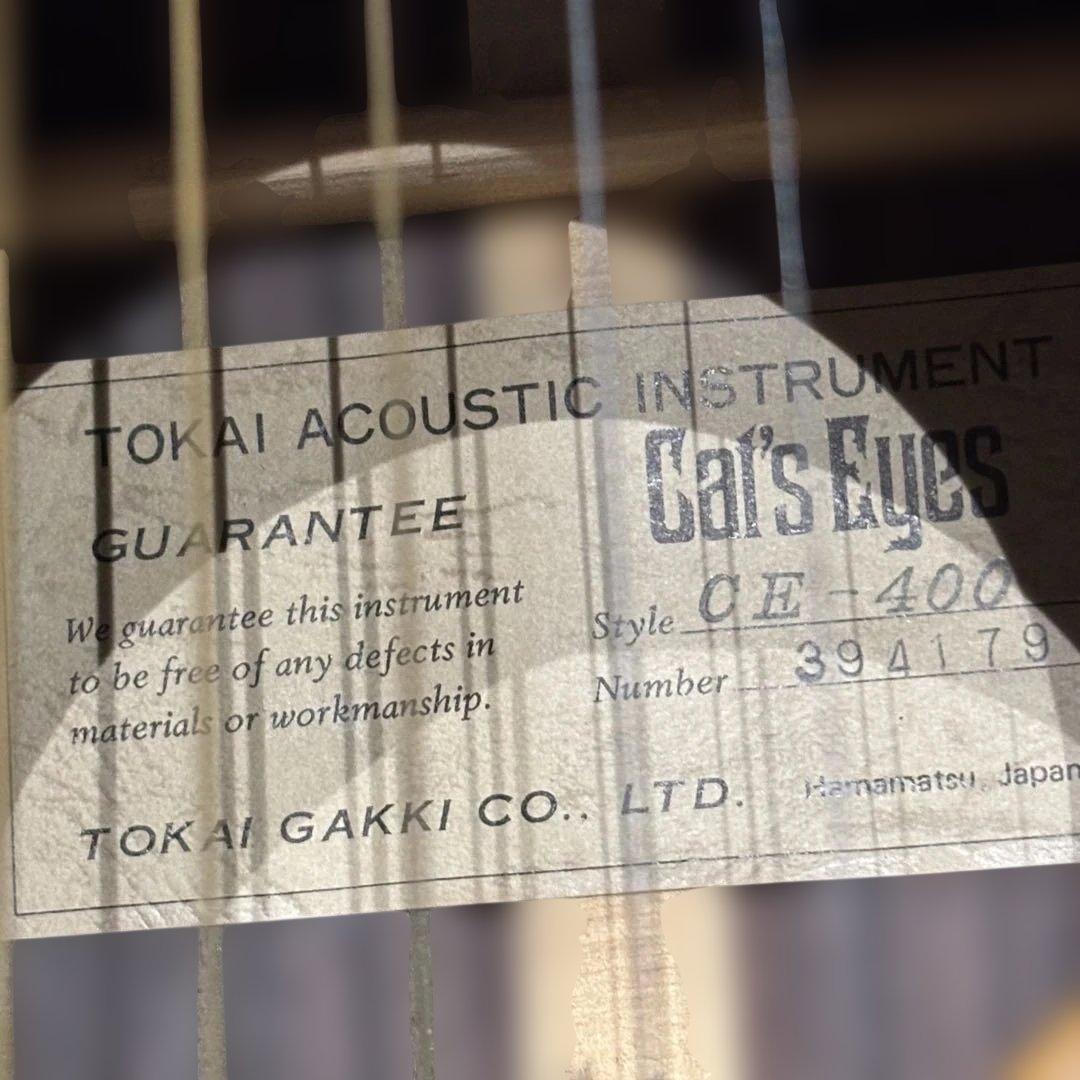 TOKAI ACOUSTIC INSTRUMENT
GUARANTEE
Cat's Eyes
We guarantee this instrument
to be free of any defects in
materials or workmanship.
Style CE-400
Number 394179
TOKAI GAKKI CO., LTD. Hamamatsu, Japan